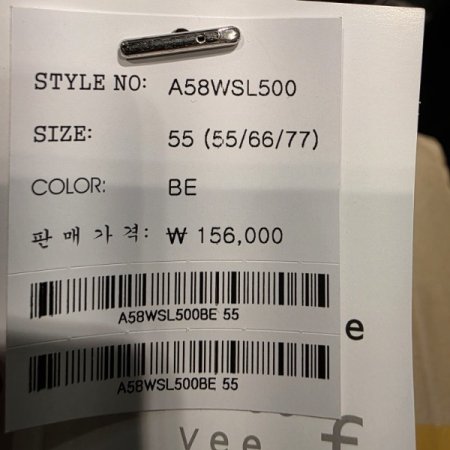 STYLE NO: A58WSL500
SIZE: 55 (55/66/77)
COLOR: BE
판매가격: ₩ 156,000
A58WSL500BE 55
e
A58WSL500BE 55
vee f